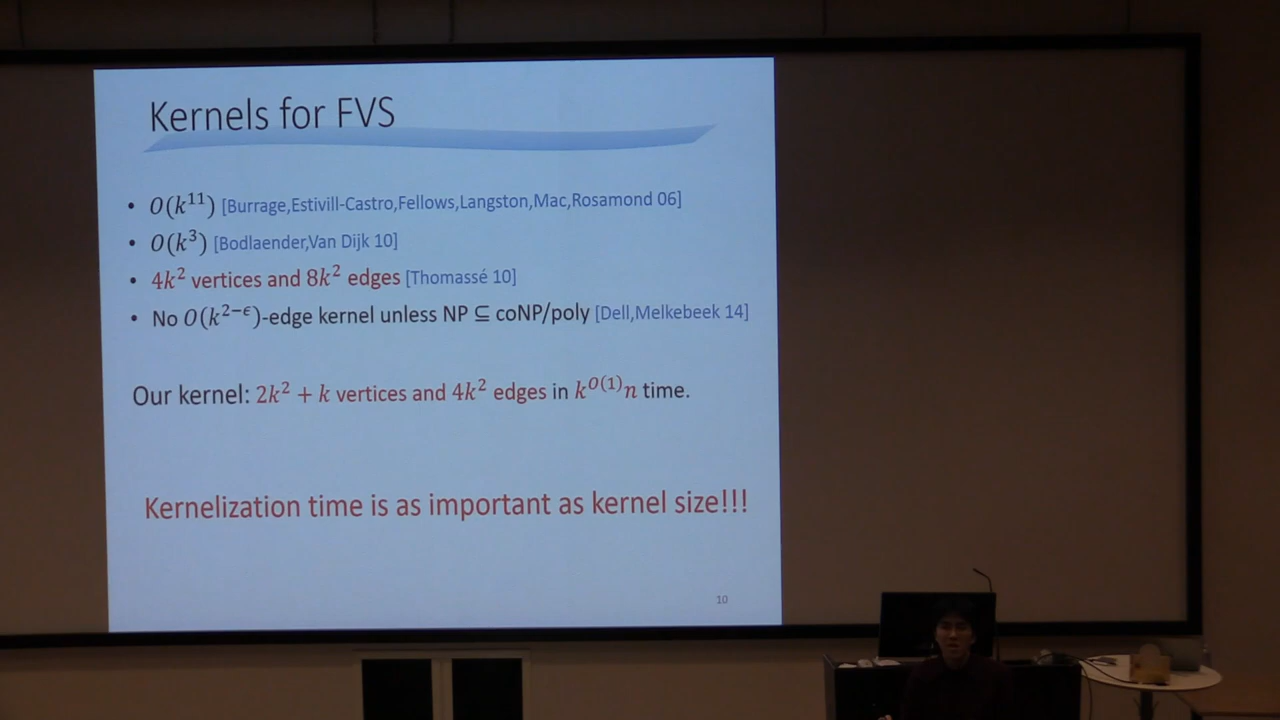 Kernels for FVS
• O(k¹¹) [Burrage,Estivill-Castro,Fellows,Langston,Mac,Rosamond 06]
• O(k³) [Bodlaender,Van Dijk 10]
• 4k² vertices and 8k² edges [Thomassé 10]
• No O(k²⁻ᵋ)-edge kernel unless NP ⊆ coNP/poly [Dell,Melkebeek 14]
Our kernel: 2k² + k vertices and 4k² edges in k^{O(1)}n time.
Kernelization time is as important as kernel size!!!
10